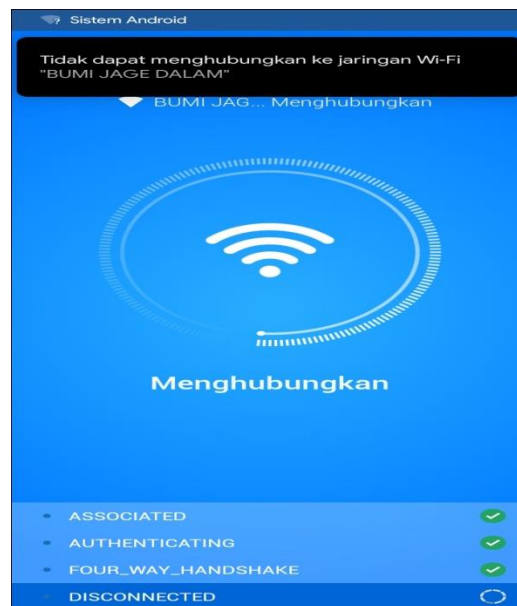 Sistem Android
Tidak dapat menghubungkan ke jaringan Wi-Fi
"BUMI JAGE DALAM"
BUMI JAG... Menghubungkan
Menghubungkan
ASSOCIATED
AUTHENTICATING
FOUR_WAY_HANDSHAKE
DISCONNECTED